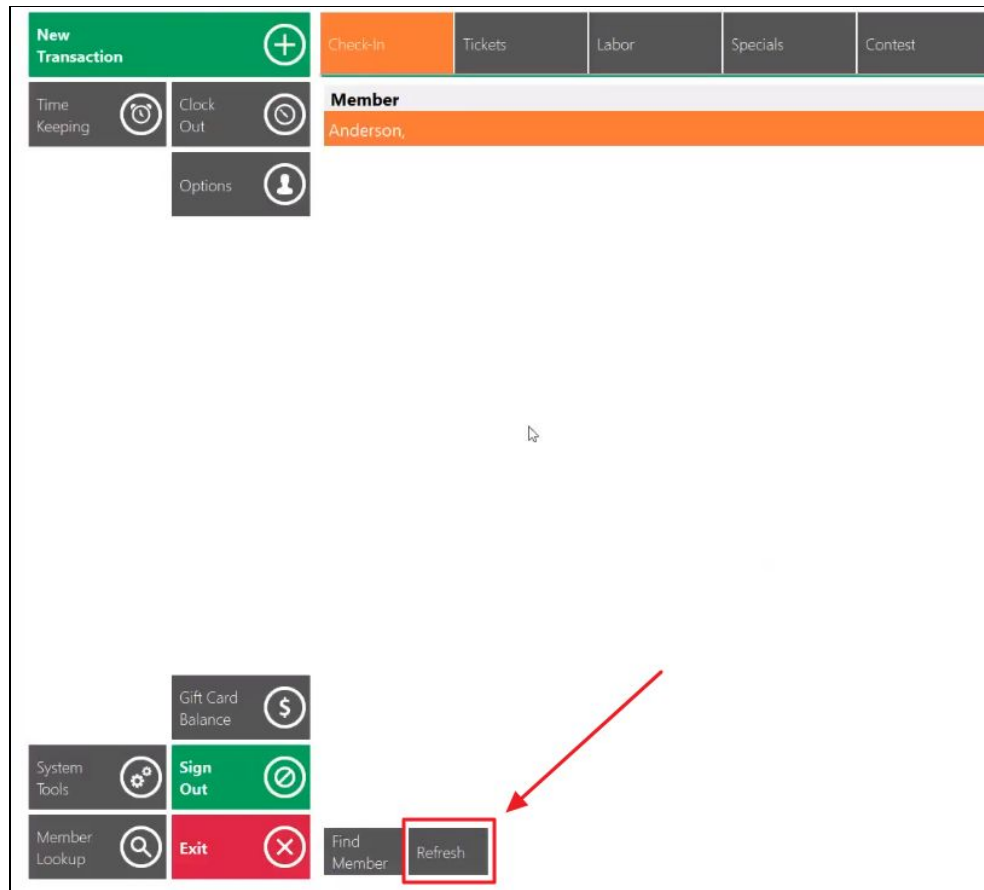 New
Transaction
Check-In
Tickets
Labor
Specials
Contest
Time
Keeping
Clock
Out
Member
Anderson,
Options
Gift Card
Balance
System
Tools
Sign
Out
Member
Lookup
Exit
Find
Member
Refresh